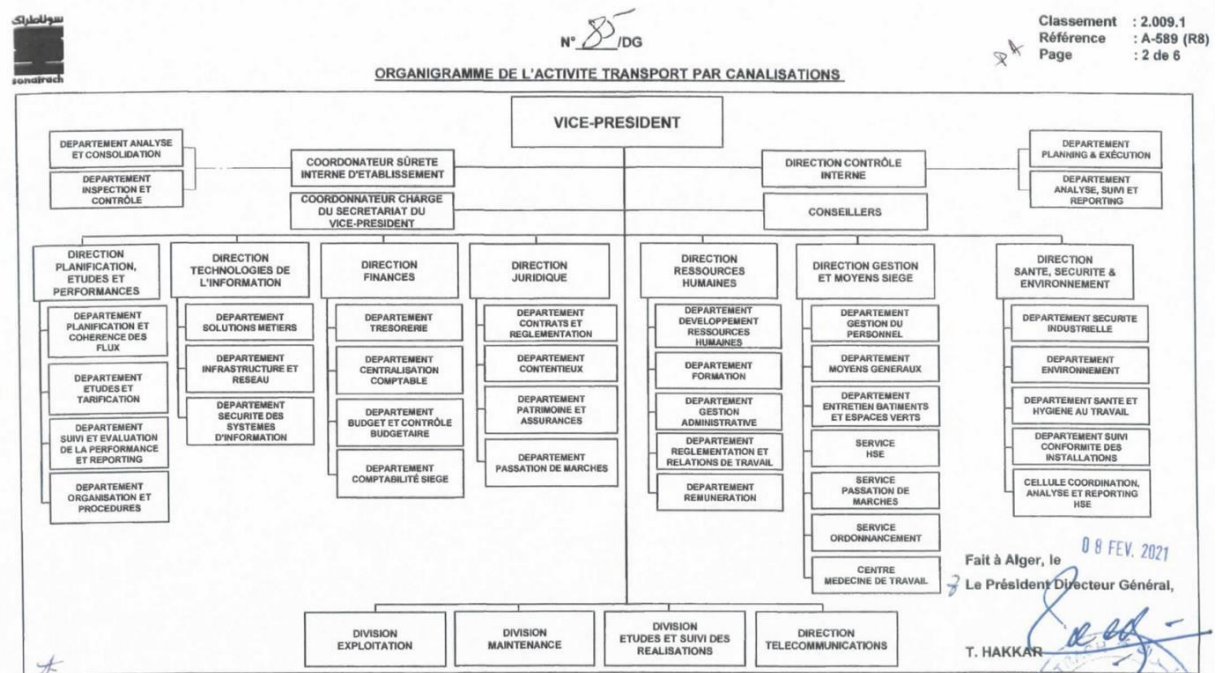 سوناطراك
sonatrach
N° 85 /DG
Classement : 2.009.1
Référence : A-589 (R8)
Page : 2 de 6
ORGANIGRAMME DE L'ACTIVITE TRANSPORT PAR CANALISATIONS
VICE-PRESIDENT
DEPARTEMENT ANALYSE
ET CONSOLIDATION
DEPARTEMENT
INSPECTION ET
CONTRÔLE
COORDONATEUR SÛRETE
INTERNE D'ETABLISSEMENT
COORDONNATEUR CHARGE
DU SECRETARIAT DU
VICE-PRESIDENT
DIRECTION CONTRÔLE
INTERNE
CONSEILLERS
DEPARTEMENT
PLANNING & EXÉCUTION
DEPARTEMENT
ANALYSE, SUIVI ET
REPORTING
DIRECTION
PLANIFICATION,
ETUDES ET
PERFORMANCES
DEPARTEMENT
PLANIFICATION ET
COHERENCE DES
FLUX
DEPARTEMENT
ETUDES ET
TARIFICATION
DEPARTEMENT
SUIVI ET EVALUATION
DE LA PERFORMANCE
ET REPORTING
DEPARTEMENT
ORGANISATION ET
PROCEDURES
DIRECTION
TECHNOLOGIES DE
L'INFORMATION
DEPARTEMENT
SOLUTIONS METIERS
DEPARTEMENT
INFRASTRUCTURE ET
RESEAU
DEPARTEMENT
SECURITE DES
SYSTEMES
D'INFORMATION
DIRECTION
FINANCES
DEPARTEMENT
TRESORERIE
DEPARTEMENT
CENTRALISATION
COMPTABLE
DEPARTEMENT
BUDGET ET CONTRÔLE
BUDGETAIRE
DEPARTEMENT
COMPTABILITÉ SIEGE
DIRECTION
JURIDIQUE
DEPARTEMENT
CONTRATS ET
REGLEMENTATION
DEPARTEMENT
CONTENTIEUX
DEPARTEMENT
PATRIMOINE ET
ASSURANCES
DEPARTEMENT
PASSATION DE MARCHES
DIRECTION
RESSOURCES
HUMAINES
DEPARTEMENT
DEVELOPPEMENT
RESSOURCES
HUMAINES
DEPARTEMENT
FORMATION
DEPARTEMENT
GESTION
ADMINISTRATIVE
DEPARTEMENT
REGLEMENTATION ET
RELATIONS DE TRAVAIL
DEPARTEMENT
REMUNERATION
DIRECTION GESTION
ET MOYENS SIEGE
DEPARTEMENT
GESTION DU
PERSONNEL
DEPARTEMENT
MOYENS GENERAUX
DEPARTEMENT
ENTRETIEN BATIMENTS
ET ESPACES VERTS
SERVICE
HSE
SERVICE
PASSATION DE
MARCHES
SERVICE
ORDONNANCEMENT
CENTRE
MEDECINE DE TRAVAIL
DIRECTION
SANTE, SECURITE &
ENVIRONNEMENT
DEPARTMENT SECURITE
INDUSTRIELLE
DEPARTMENT
ENVIRONNEMENT
DEPARTMENT SANTE ET
HYGIENE AU TRAVAIL
DEPARTMENT SUIVI
CONFORMITE DES
INSTALLATIONS
CELLULE COORDINATION,
ANALYSE ET REPORTING
HSE
DIVISION
EXPLOITATION
DIVISION
MAINTENANCE
DIVISION
ETUDES ET SUIVI DES
REALISATIONS
DIRECTION
TELECOMMUNICATIONS
Fait à Alger, le 08 FEV. 2021
Le Président Directeur Général,
T. HAKKAR